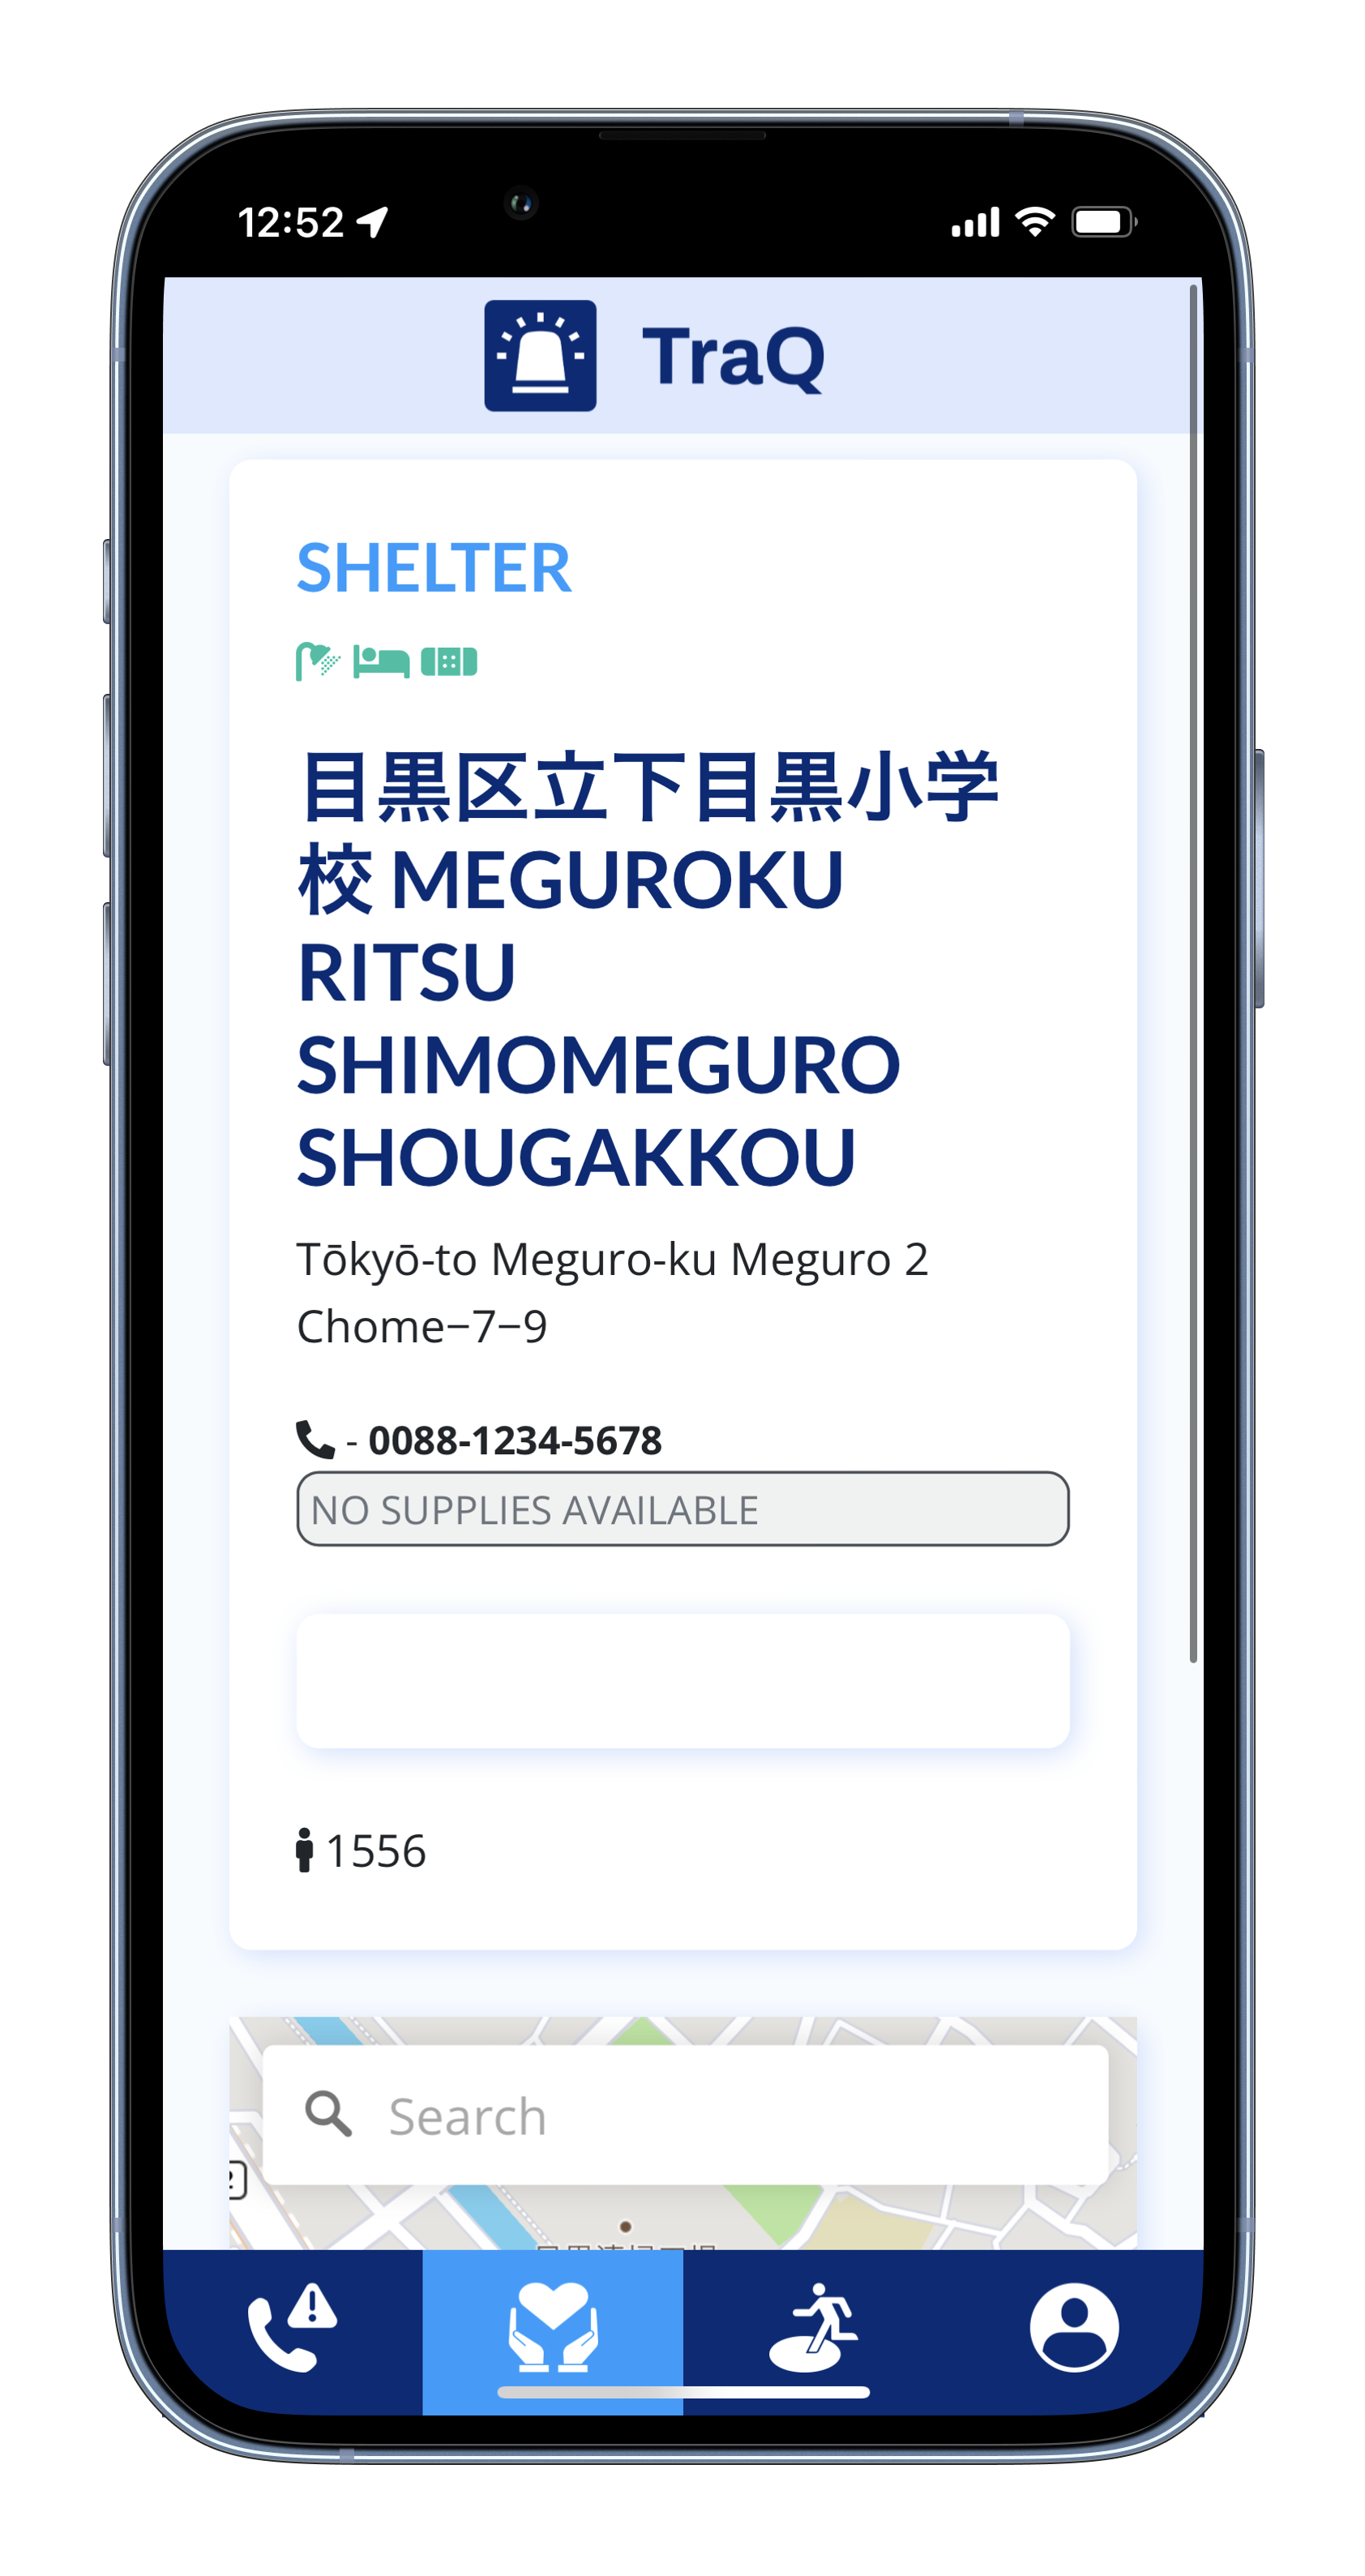 12:52
TraQ
SHELTER
目黒区立下目黒小学
校 MEGUROKU
RITSU
SHIMOMEGURO
SHOUGAKKOU
Tōkyō-to Meguro-ku Meguro 2
Chome−7−9
- 0088-1234-5678
NO SUPPLIES AVAILABLE
1556
Search